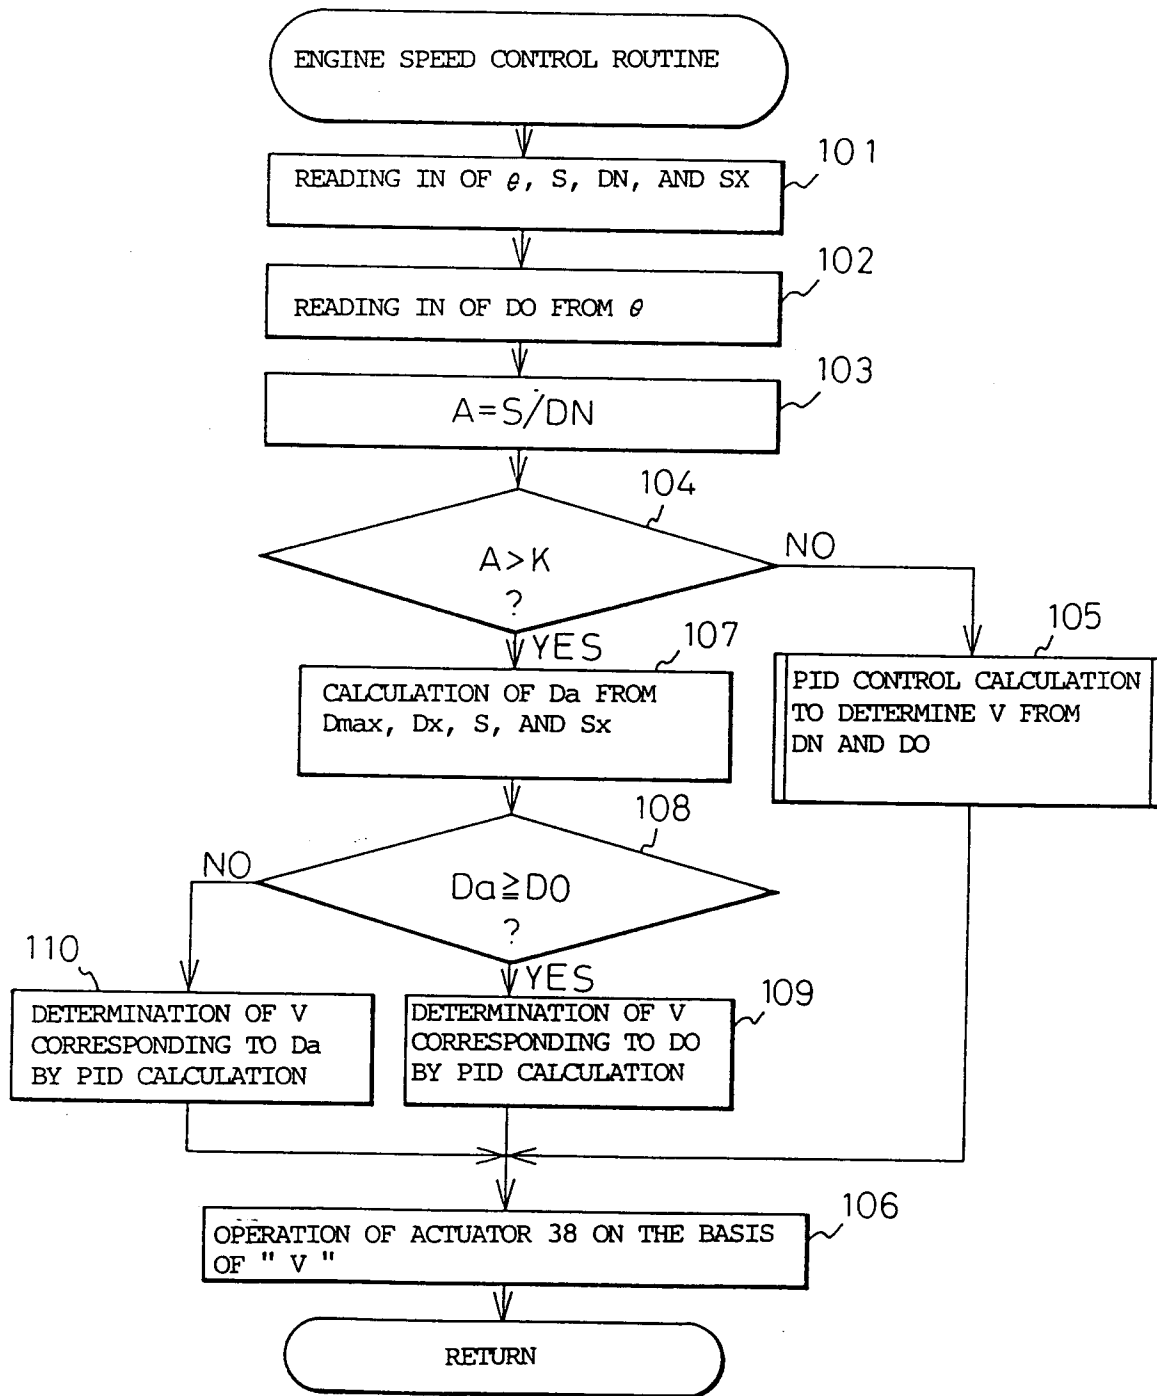 ENGINE SPEED CONTROL ROUTINE
101
READING IN OF θ, S, DN, AND SX
102
READING IN OF DO FROM θ
103
A=S/DN
104
A>K
?
NO
YES
107
CALCULATION OF Da FROM
Dmax, Dx, S, AND Sx
105
PID CONTROL CALCULATION
TO DETERMINE V FROM
DN AND DO
108
Da≧DO
?
NO
YES
110
DETERMINATION OF V
CORRESPONDING TO Da
BY PID CALCULATION
109
DETERMINATION OF V
CORRESPONDING TO DO
BY PID CALCULATION
106
OPERATION OF ACTUATOR 38 ON THE BASIS
OF " V "
RETURN